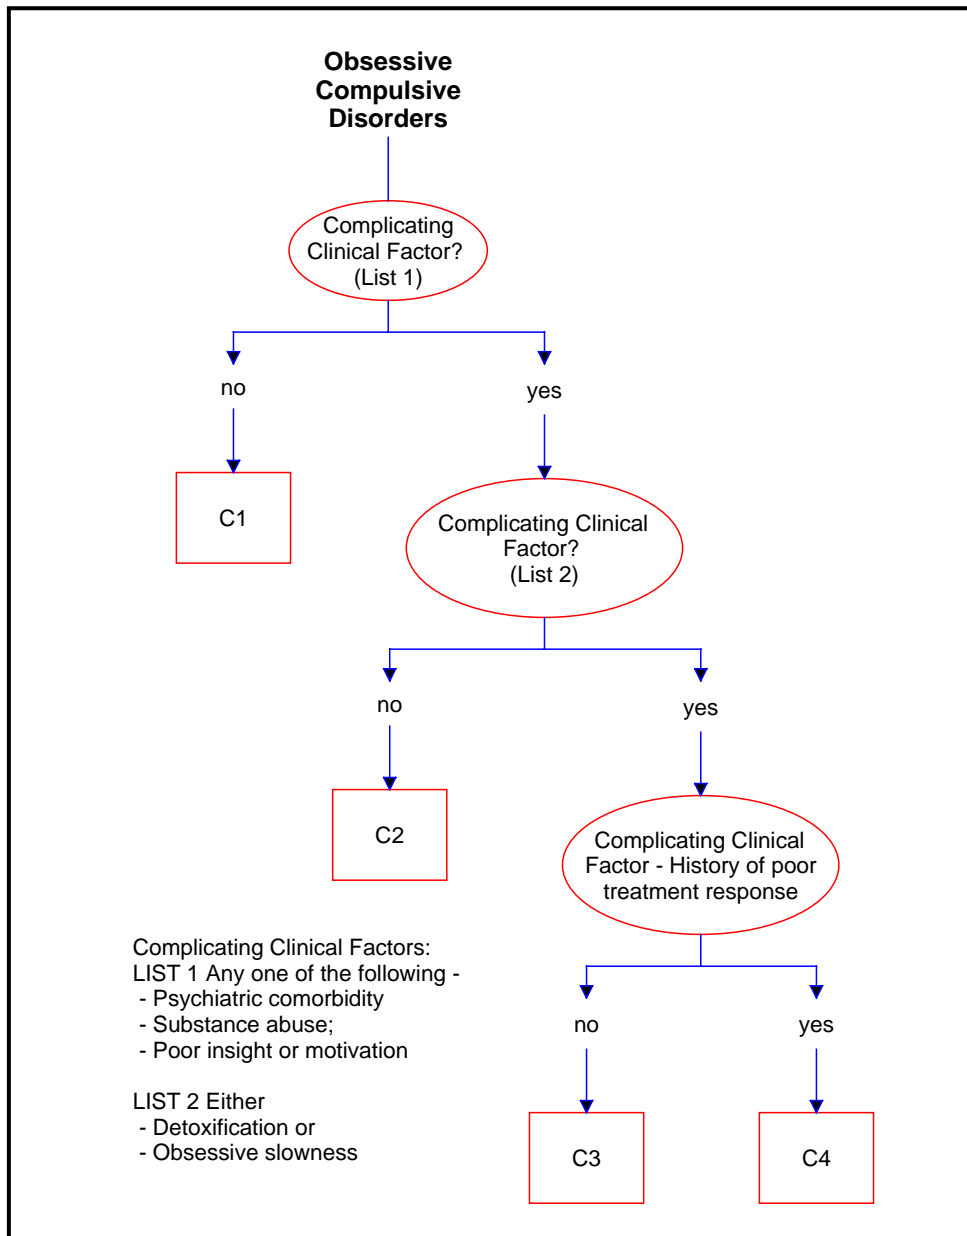 Obsessive
Compulsive
Disorders
Complicating
Clinical Factor?
(List 1)
no
yes
C1
Complicating Clinical
Factor?
(List 2)
no
yes
C2
Complicating Clinical
Factor - History of poor
treatment response
no
yes
C3
C4
Complicating Clinical Factors:
LIST 1 Any one of the following -
- Psychiatric comorbidity
- Substance abuse;
- Poor insight or motivation
LIST 2 Either
- Detoxification or
- Obsessive slowness